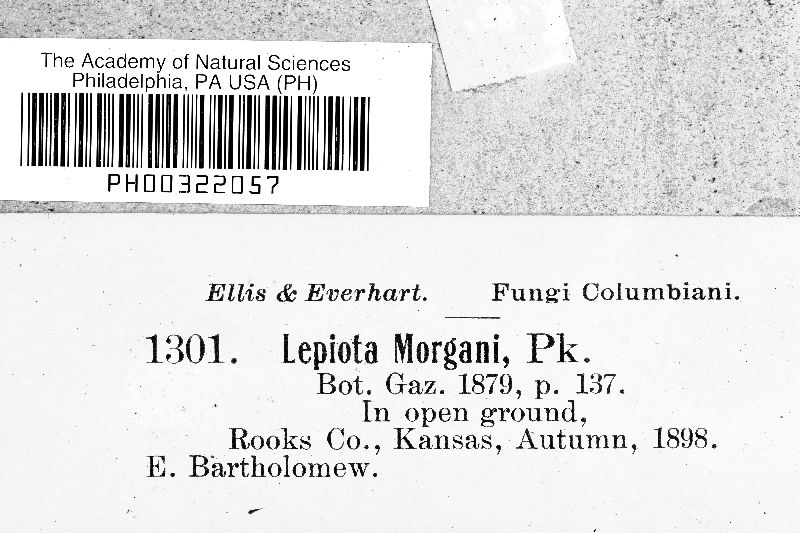 The Academy of Natural Sciences
Philadelphia, PA USA (PH)
PH00322057
Ellis & Everhart. Fungi Columbiani.
1301. Lepiota Morgani, Pk.
Bot. Gaz. 1879, p. 137.
In open ground,
Rooks Co., Kansas, Autumn, 1898.
E. Bartholomew.